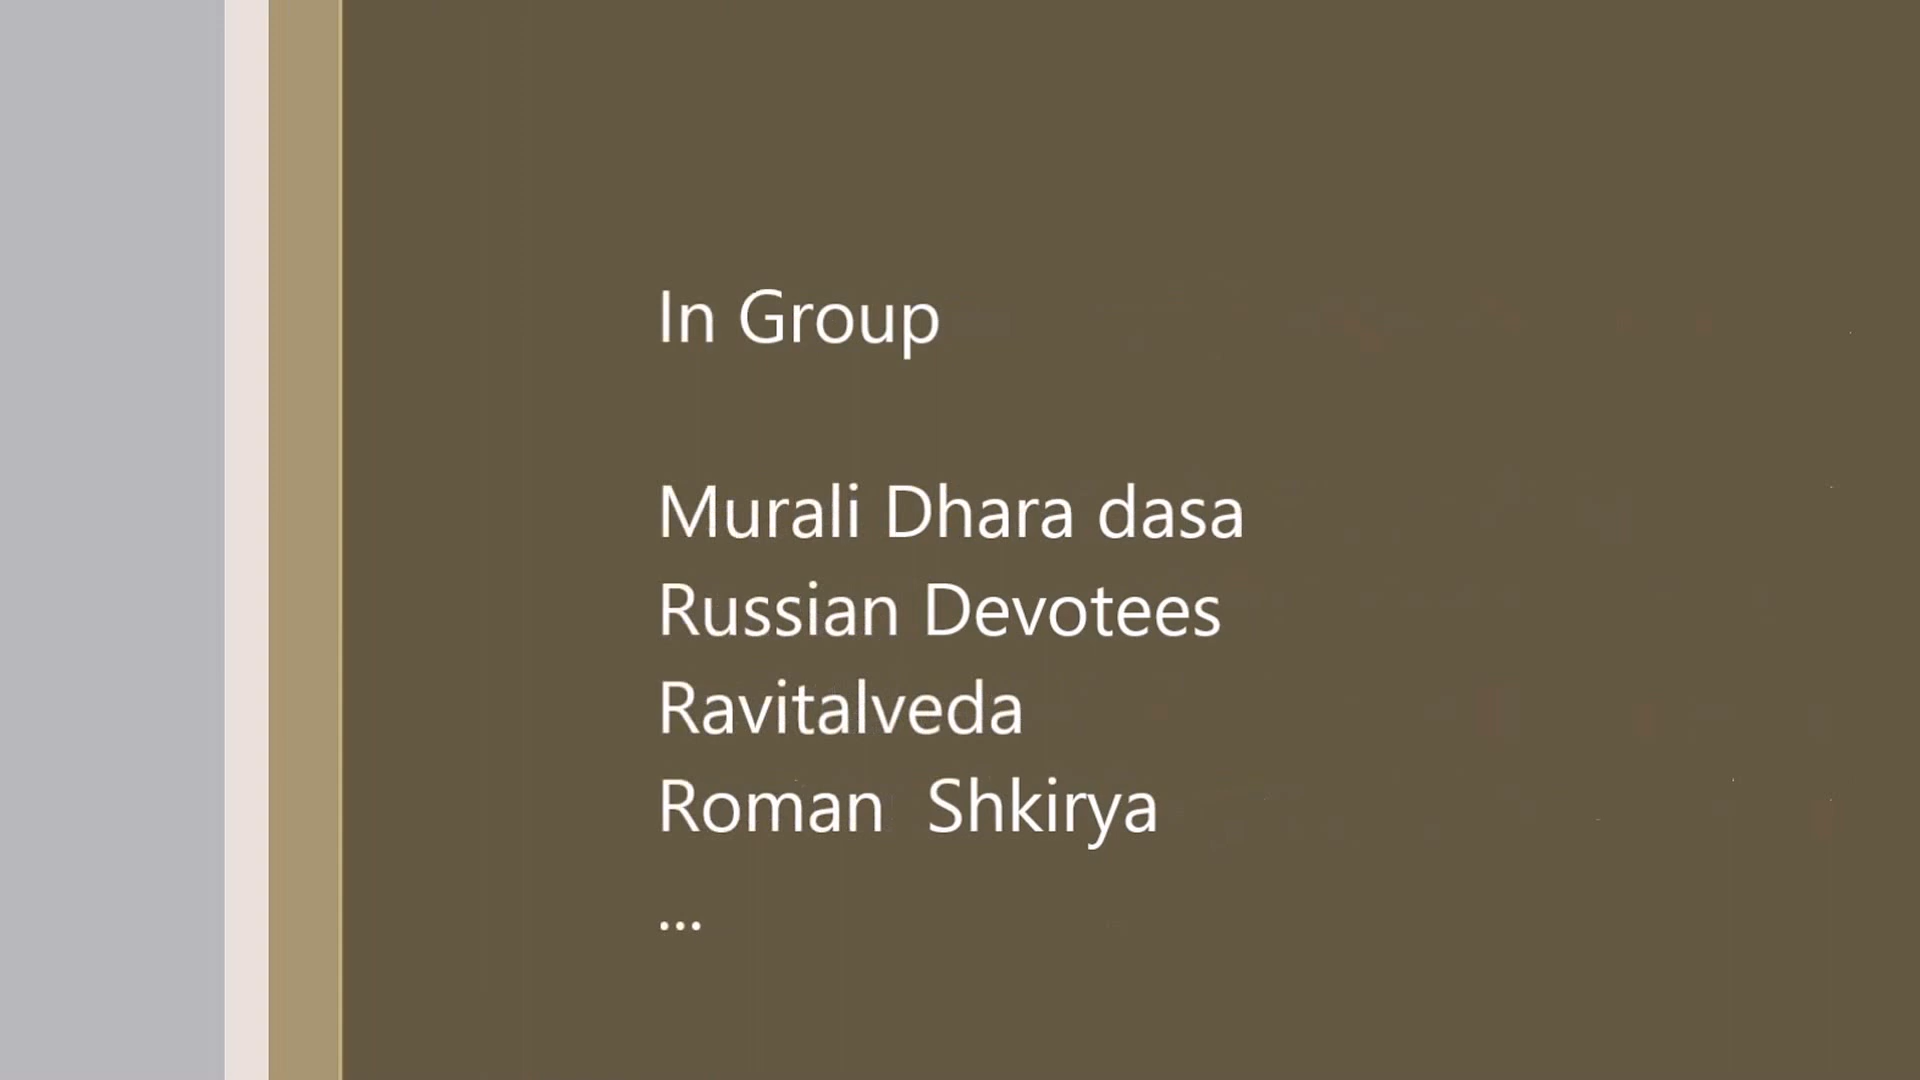 In Group
Murali Dhara dasa
Russian Devotees
Ravitalveda
Roman  Shkirya
...